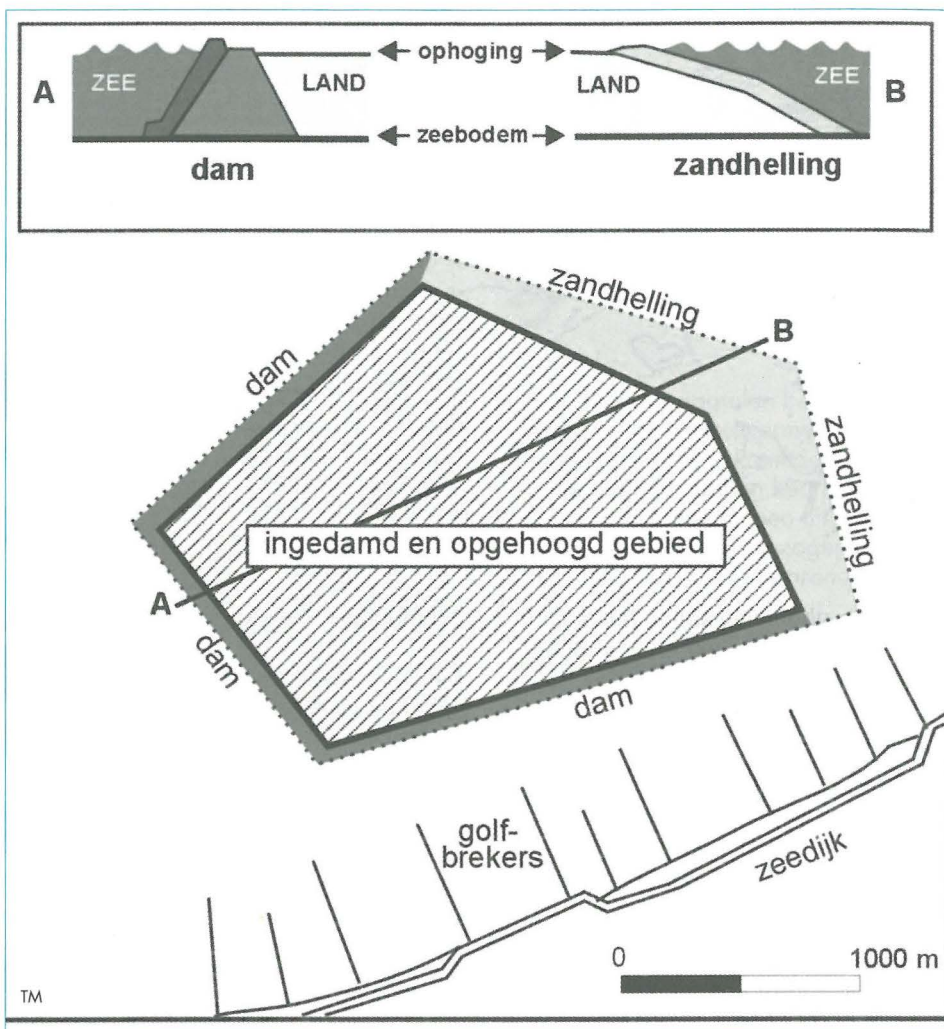 ophoging
A
ZEE
LAND
LAND
ZEE
B
zeebodem
dam
zandhelling
zandhelling
B
dam
zandhelling
ingedamd en opgehoogd gebied
A
dam
dam
golf-
brekers
zeedijk
0
1000 m
TM